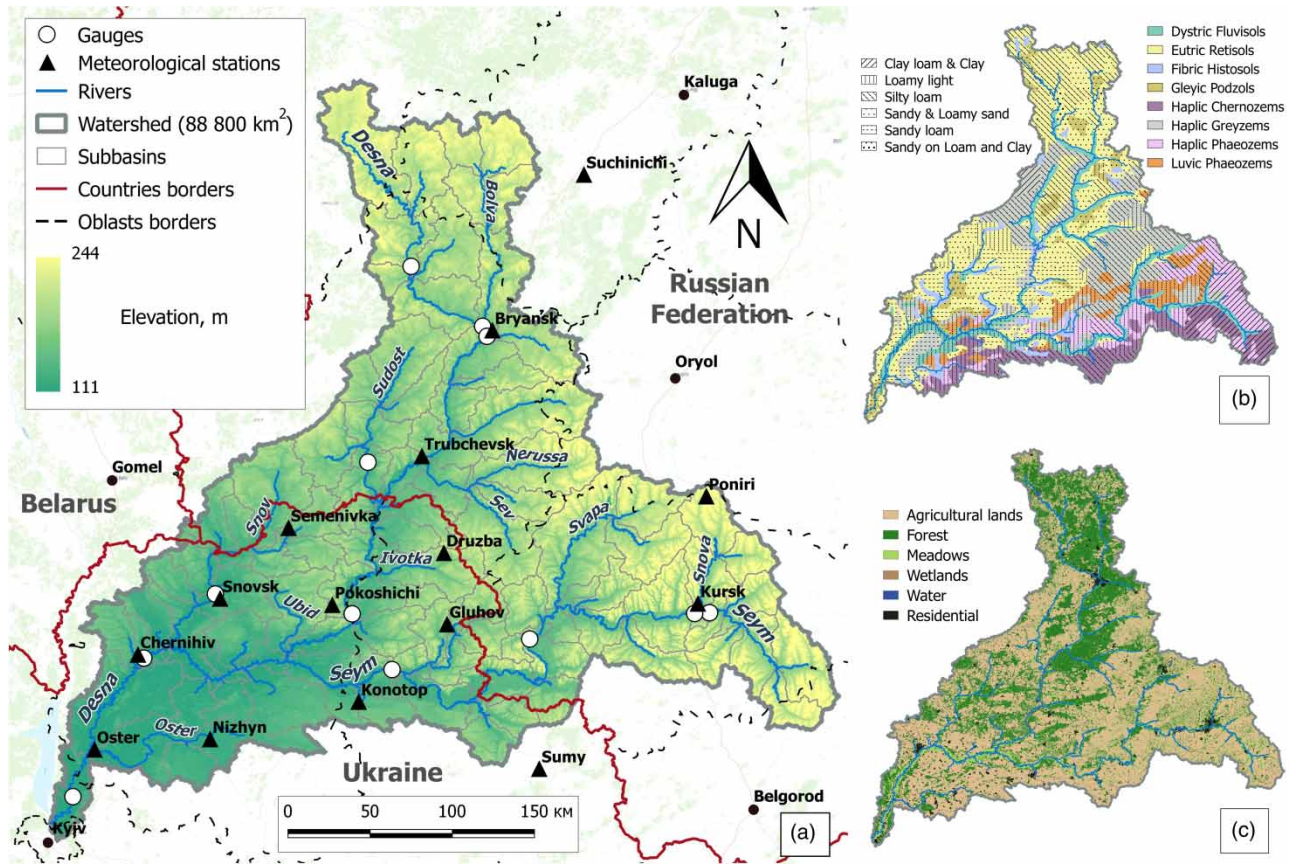 Gauges
Meteorological stations
Rivers
Watershed (88 800 km²)
Subbasins
Countries borders
Oblasts borders
244
Elevation, m
111
Kaluga
Suchinichi
N
Russian
Federation
Oryol
Desna
Bolva
Bryansk
Sudost
Trubchevsk
Nerussa
Sev
Gomel
Belarus
Snov
Semenivka
Svapa
Poniri
Ivotka
Druzba
Snova
Snovsk
Ubid
Pokoshichi
Gluhov
Kursk
Seym
Chernihiv
Seym
Konotop
Desna
Oster
Oster
Nizhyn
Ukraine
Sumy
Belgorod
Kyiv
0 50 100 150 KM
(a)
Clay loam & Clay
Loamy light
Silty loam
Sandy & Loamy sand
Sandy loam
Sandy on Loam and Clay
Dystric Fluvisols
Eutric Retisols
Fibric Histosols
Gleyic Podzols
Haplic Chernozems
Haplic Greyzems
Haplic Phaeozems
Luvic Phaeozems
(b)
Agricultural lands
Forest
Meadows
Wetlands
Water
Residential
(c)